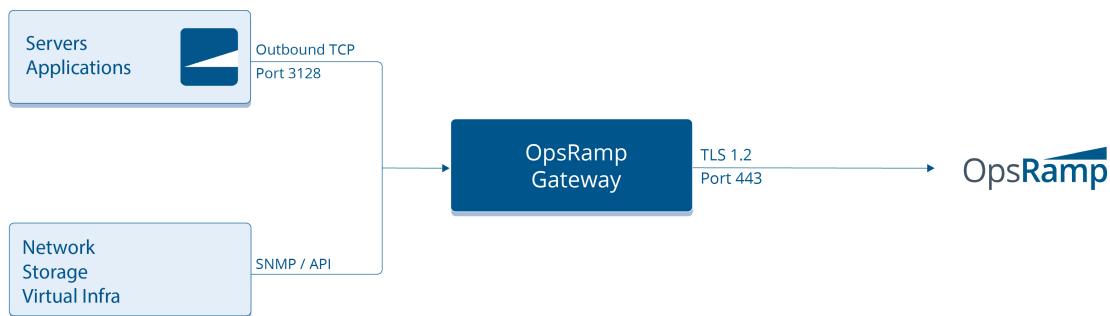 Servers
Applications
Outbound TCP
Port 3128
OpsRamp
Gateway
TLS 1.2
Port 443
OpsRamp
Network
Storage
Virtual Infra
SNMP / API